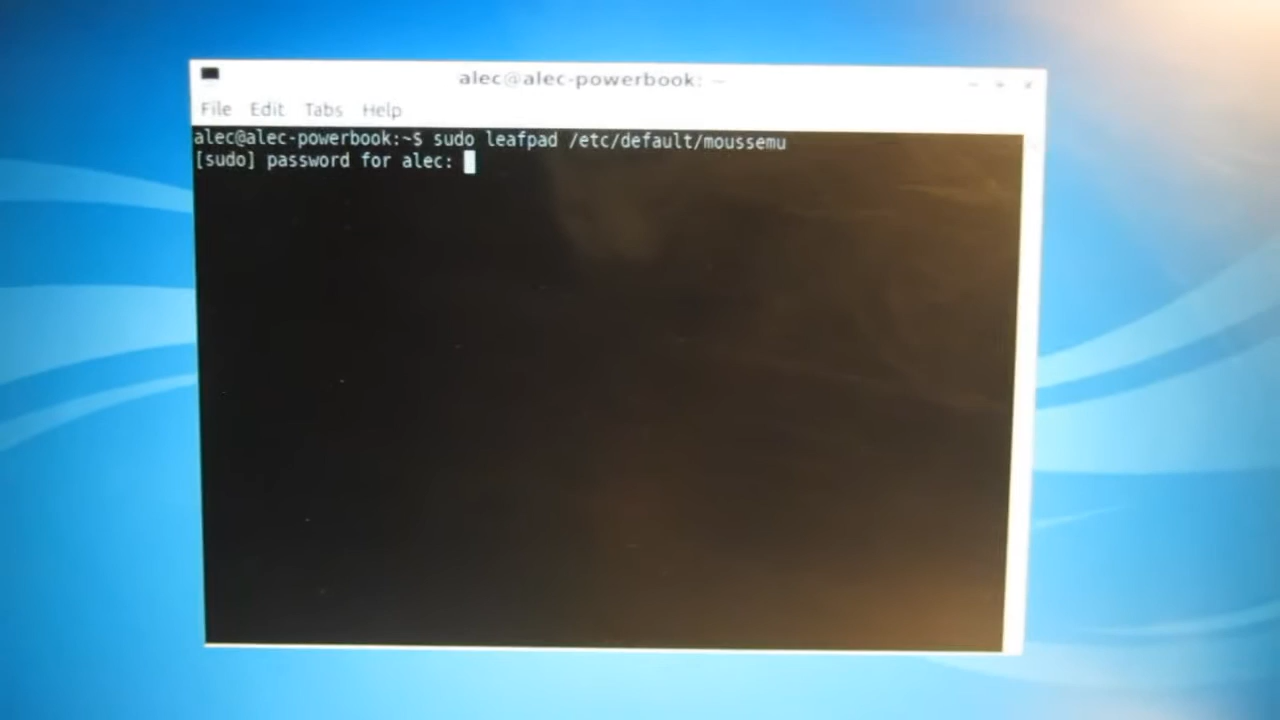 alec@alec-powerbook: ~
File Edit Tabs Help
alec@alec-powerbook:~$ sudo leafpad /etc/default/moussemu
[sudo] password for alec: